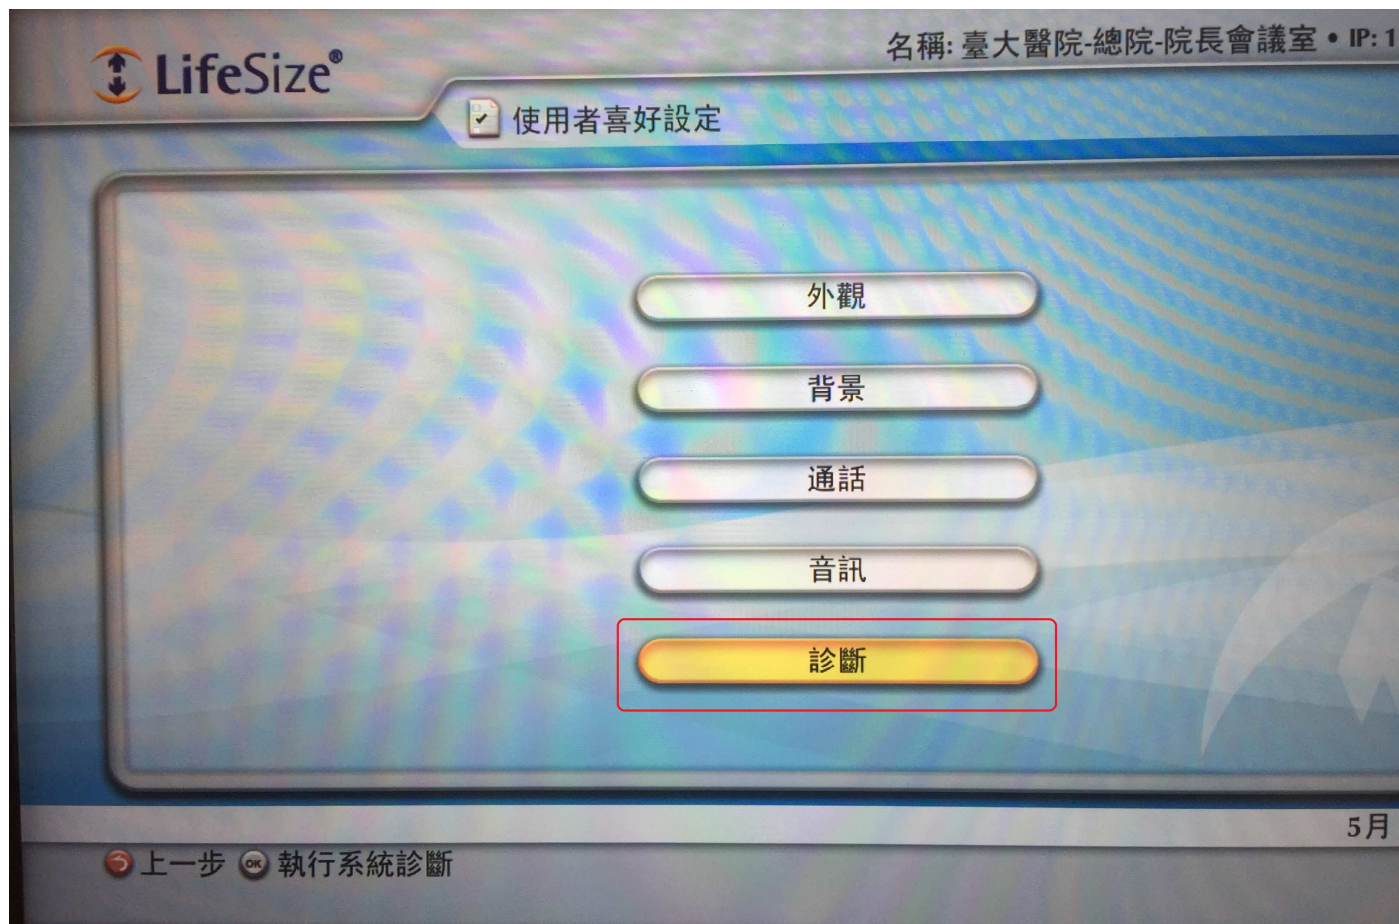 LifeSize®
名稱: 臺大醫院-總院-院長會議室 • IP: 1
使用者喜好設定
外觀
背景
通話
音訊
診斷
5月
上一步 OK 執行系統診斷